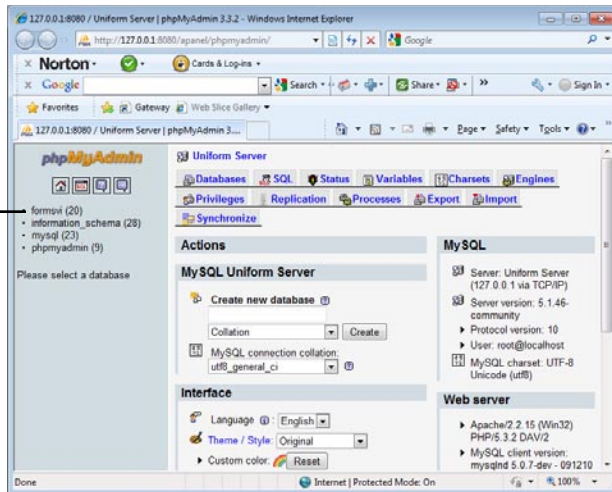 127.0.0.1:8080 / Uniform Server | phpMyAdmin 3.3.2 - Windows Internet Explorer
http://127.0.0.1:8080/apanel/phpmyadmin/
Google
Norton
Cards & Log-ins
Google
Search
Share
Sign In
Favorites
Gateway
Web Slice Gallery
127.0.0.1:8080 / Uniform Server | phpMyAdmin 3....
Page
Safety
Tools
phpMyAdmin
formsvi (20)
information_schema (28)
mysql (23)
phpmyadmin (9)
Please select a database
Uniform Server
Databases SQL Status Variables Charsets Engines
Privileges Replication Processes Export Import
Synchronize
Actions
MySQL Uniform Server
Create new database
Collation Create
MySQL connection collation:
utf8_general_ci
Interface
Language : English
Theme / Style: Original
Custom color: Reset
MySQL
Server: Uniform Server
(127.0.0.1 via TCP/IP)
Server version: 5.1.46-
community
Protocol version: 10
User: root@localhost
MySQL charset: UTF-8
Unicode (utf8)
Web server
Apache/2.2.15 (Win32)
PHP/5.3.2 DAV/2
MySQL client version:
mysqlnd 5.0.7-dev - 091210
Done
Internet | Protected Mode: On
100%